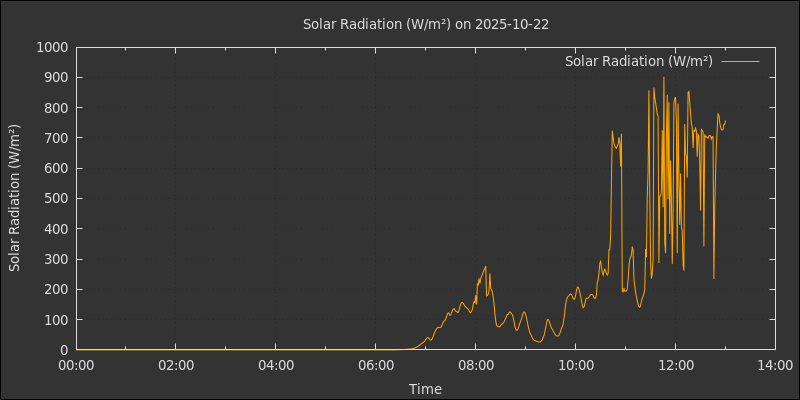 Solar Radiation (W/m²) on 2025-10-22
Solar Radiation (W/m²)
1000
900
800
700
600
500
400
300
200
100
0
Solar Radiation (W/m²)
00:00 02:00 04:00 06:00 08:00 10:00 12:00 14:00
Time